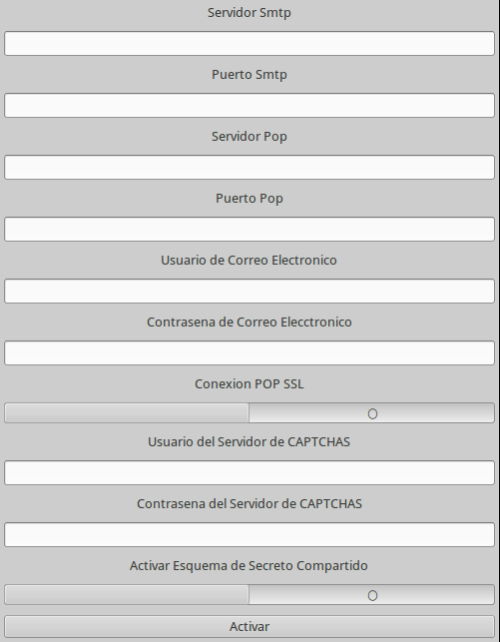 Servidor Smtp
Puerto Smtp
Servidor Pop
Puerto Pop
Usuario de Correo Electronico
Contrasena de Correo Elecctronico
Conexion POP SSL
Usuario del Servidor de CAPTCHAS
Contrasena del Servidor de CAPTCHAS
Activar Esquema de Secreto Compartido
Activar